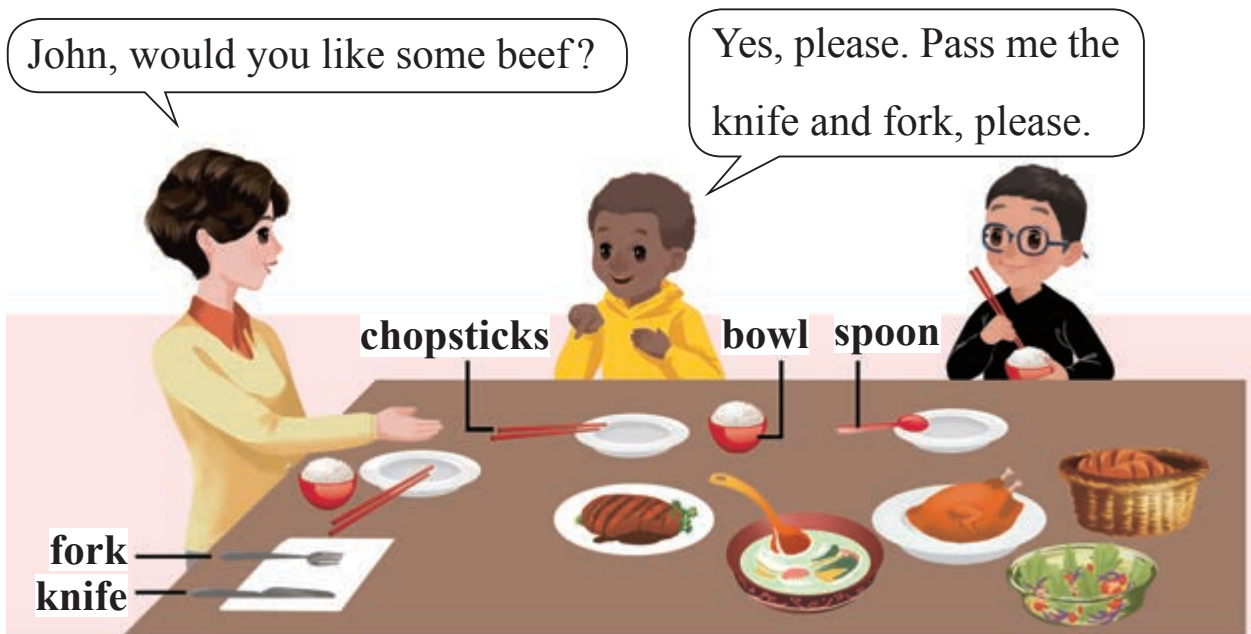 John, would you like some beef?
Yes, please. Pass me the
knife and fork, please.
chopsticks
bowl
spoon
fork
knife